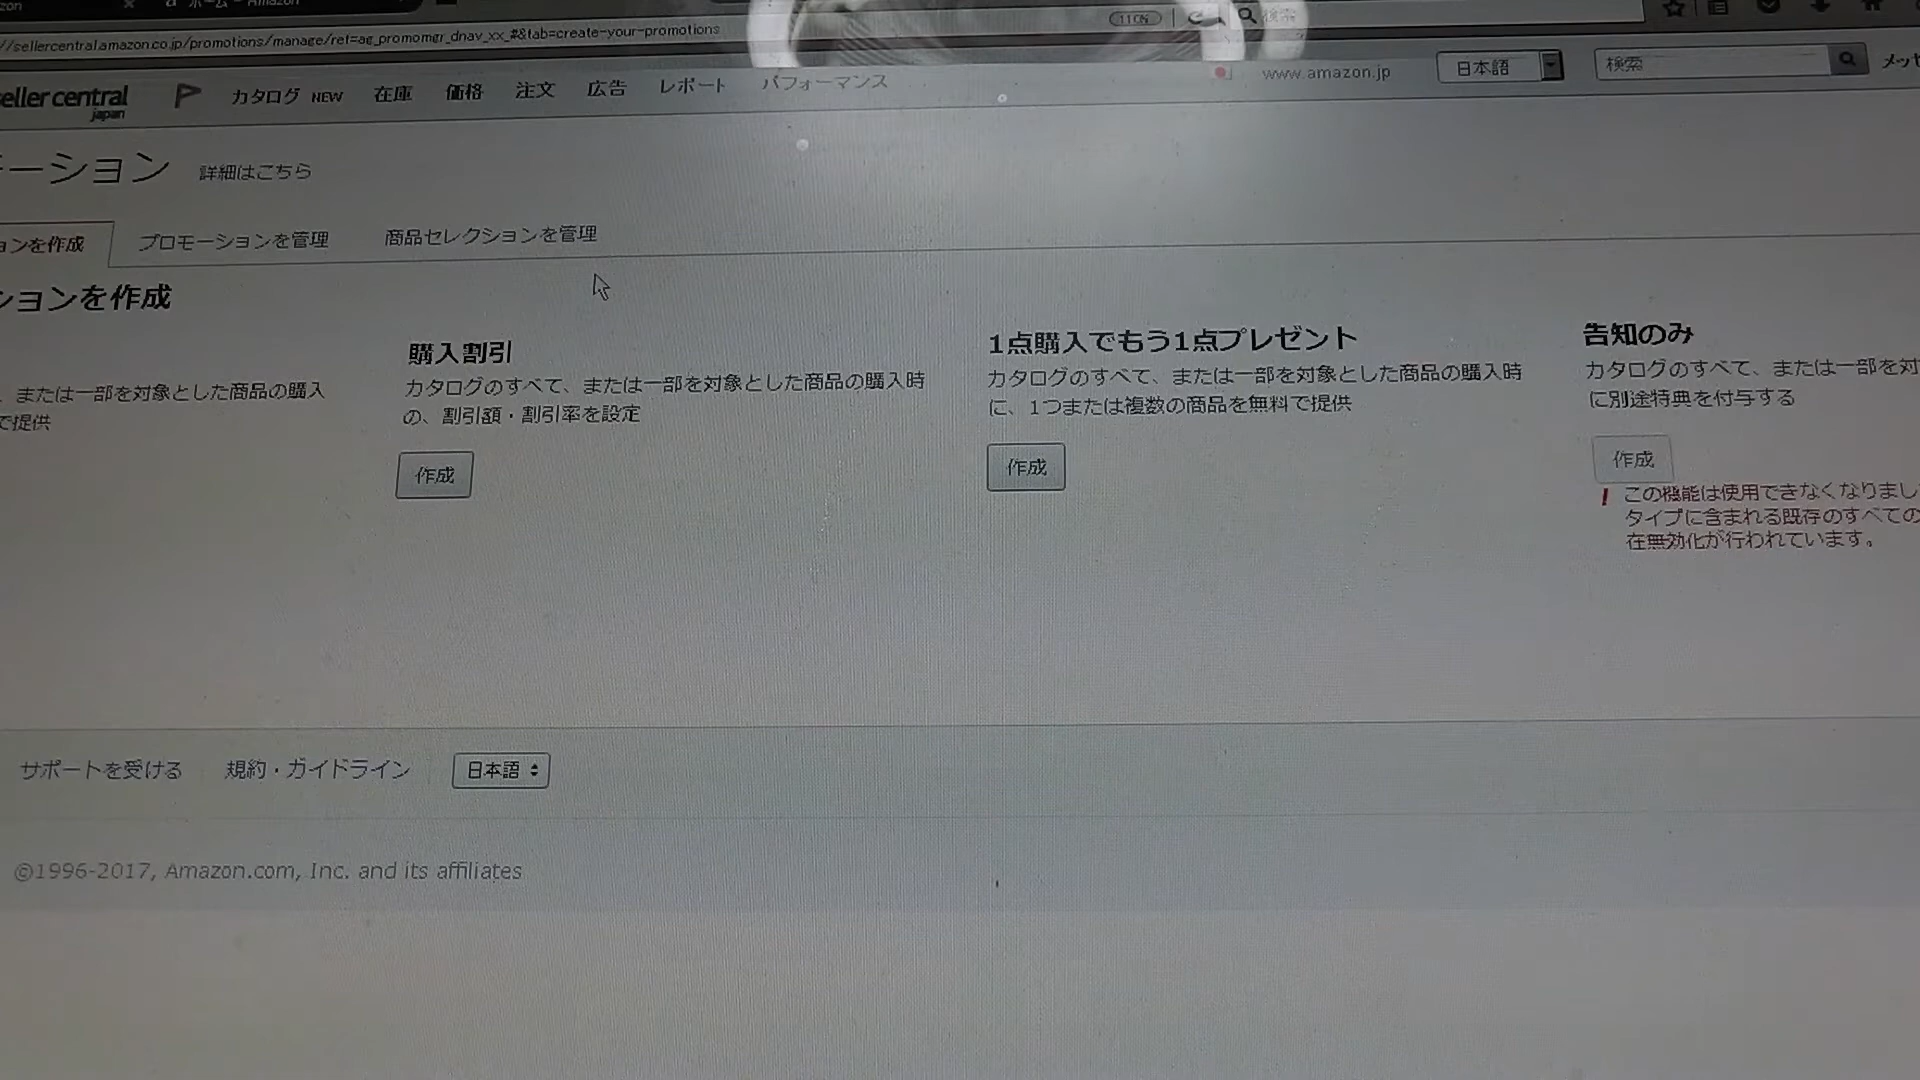 zon
ホーム - Amazon
//sellercentral.amazon.co.jp/promotions/manage/ref=ag_promomgr_dnav_xx_#&tab=create-your-promotions
110%
検索
seller central
japan
カタログ NEW 在庫 価格 注文 広告 レポート パフォーマンス
www.amazon.jp
日本語
検索
メッセ
ーション 詳細はこちら
ョンを作成 プロモーションを管理 商品セレクションを管理
ションを作成
、または一部を対象とした商品の購入
で提供
購入割引
カタログのすべて、または一部を対象とした商品の購入時
の、割引額・割引率を設定
作成
1点購入でもう1点プレゼント
カタログのすべて、または一部を対象とした商品の購入時
に、1つまたは複数の商品を無料で提供
作成
告知のみ
カタログのすべて、または一部を対
に別途特典を付与する
作成
! この機能は使用できなくなりまし
タイプに含まれる既存のすべての
在無効化が行われています。
サポートを受ける 規約・ガイドライン 日本語
©1996-2017, Amazon.com, Inc. and its affiliates